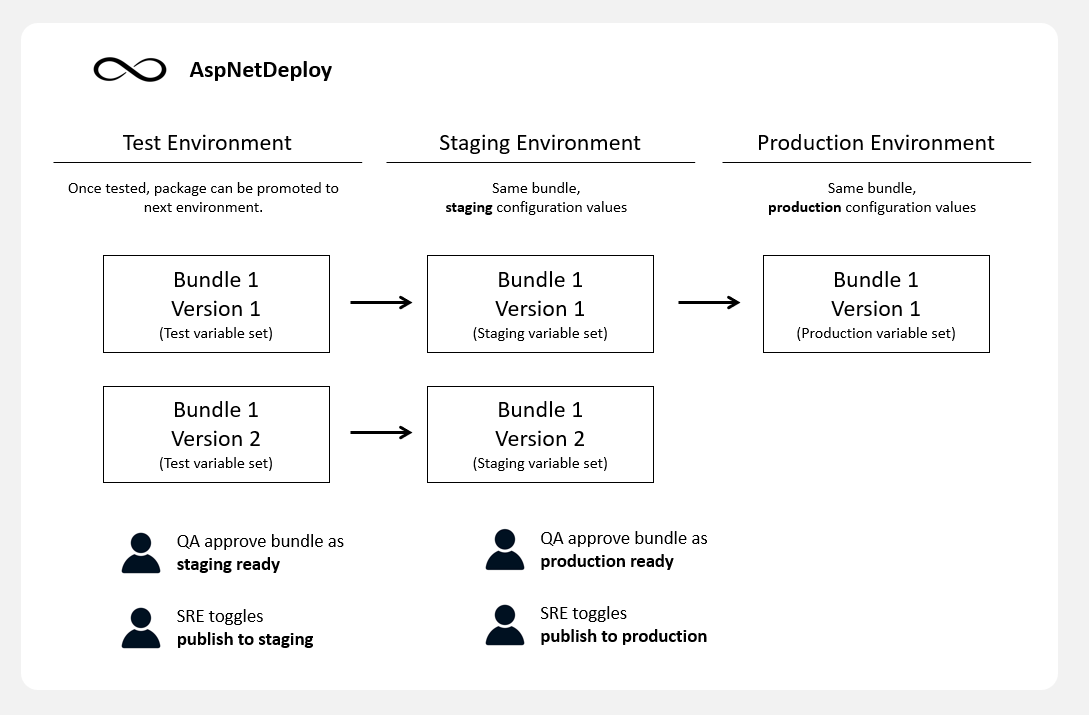 AspNetDeploy
Test Environment
Staging Environment
Production Environment
Once tested, package can be promoted to
next environment.
Same bundle,
staging configuration values
Same bundle,
production configuration values
Bundle 1
Version 1
(Test variable set)
Bundle 1
Version 1
(Staging variable set)
Bundle 1
Version 1
(Production variable set)
Bundle 1
Version 2
(Test variable set)
Bundle 1
Version 2
(Staging variable set)
QA approve bundle as
staging ready
QA approve bundle as
production ready
SRE toggles
publish to staging
SRE toggles
publish to production